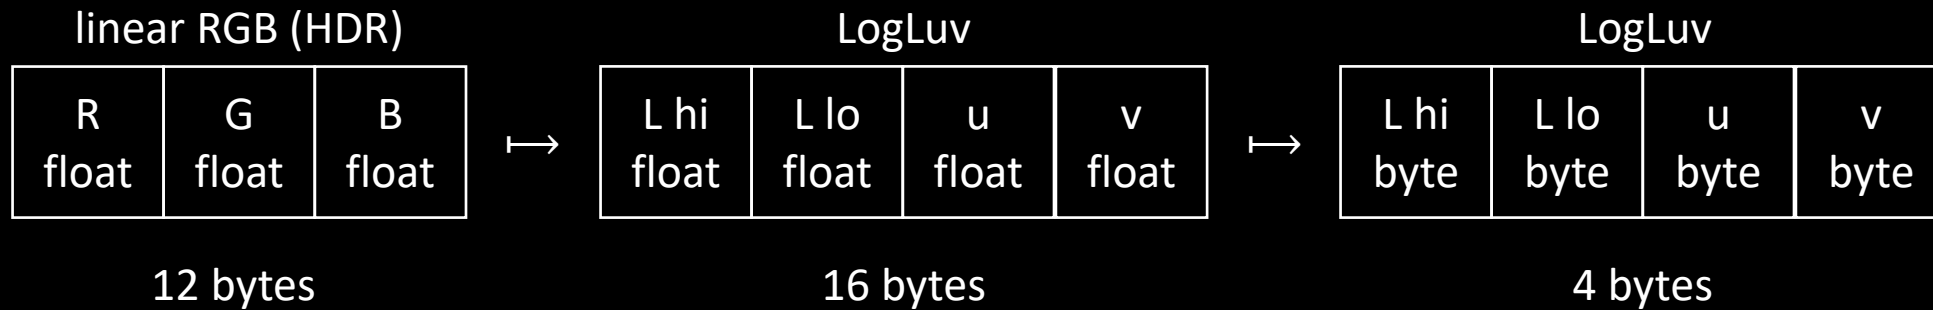 linear RGB (HDR)
LogLuv
LogLuv
R
float
G
float
B
float
↦
L hi
float
L lo
float
u
float
v
float
↦
L hi
byte
L lo
byte
u
byte
v
byte
12 bytes
16 bytes
4 bytes